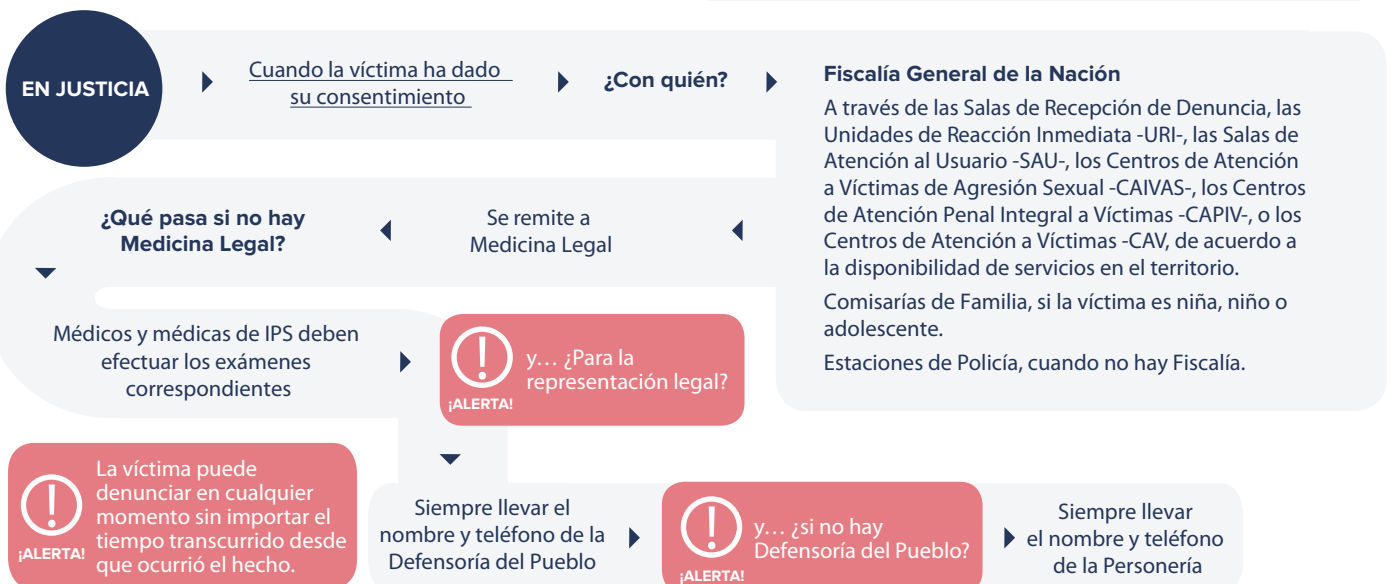 EN JUSTICIA
Cuando la víctima ha dado
su consentimiento
¿Con quién?
Fiscalía General de la Nación
A través de las Salas de Recepción de Denuncia, las
Unidades de Reacción Inmediata -URI-, las Salas de
Atención al Usuario -SAU-, los Centros de Atención
a Víctimas de Agresión Sexual -CAIVAS-, los Centros
de Atención Penal Integral a Víctimas -CAPIV-, o los
Centros de Atención a Víctimas -CAV, de acuerdo a
la disponibilidad de servicios en el territorio.
Comisarías de Familia, si la víctima es niña, niño o
adolescente.
Estaciones de Policía, cuando no hay Fiscalía.
Se remite a
Medicina Legal
¿Qué pasa si no hay
Medicina Legal?
Médicos y médicas de IPS deben
efectuar los exámenes
correspondientes
¡ALERTA!
y… ¿Para la
representación legal?
¡ALERTA!
La víctima puede
denunciar en cualquier
momento sin importar el
tiempo transcurrido desde
que ocurrió el hecho.
Siempre llevar el
nombre y teléfono de la
Defensoría del Pueblo
¡ALERTA!
y… ¿si no hay
Defensoría del Pueblo?
Siempre llevar
el nombre y teléfono
de la Personería